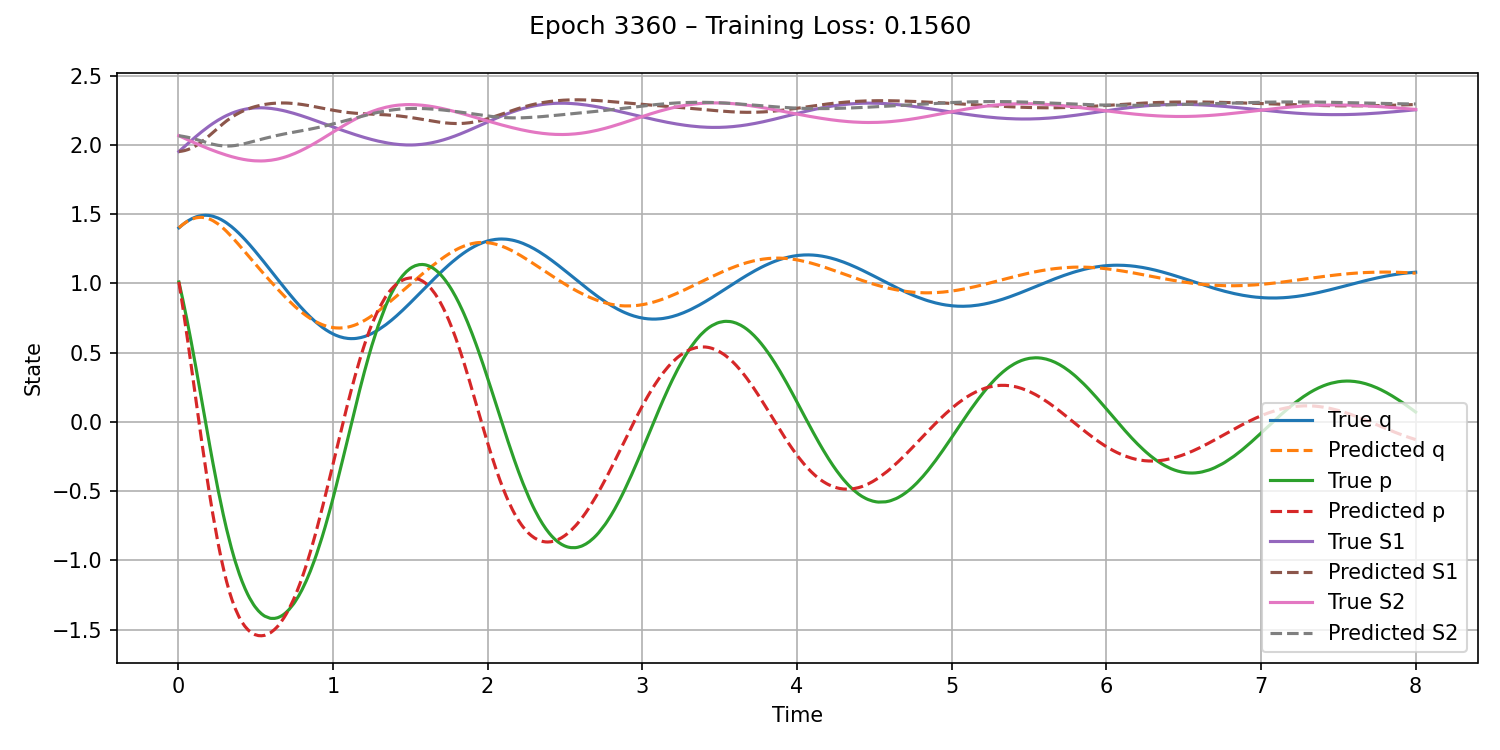 Epoch 3360 – Training Loss: 0.1560
2.5
2.0
1.5
1.0
0.5
0.0
−0.5
−1.0
−1.5
State
True q
Predicted q
True p
Predicted p
True S1
Predicted S1
True S2
Predicted S2
0 1 2 3 4 5 6 7 8
Time